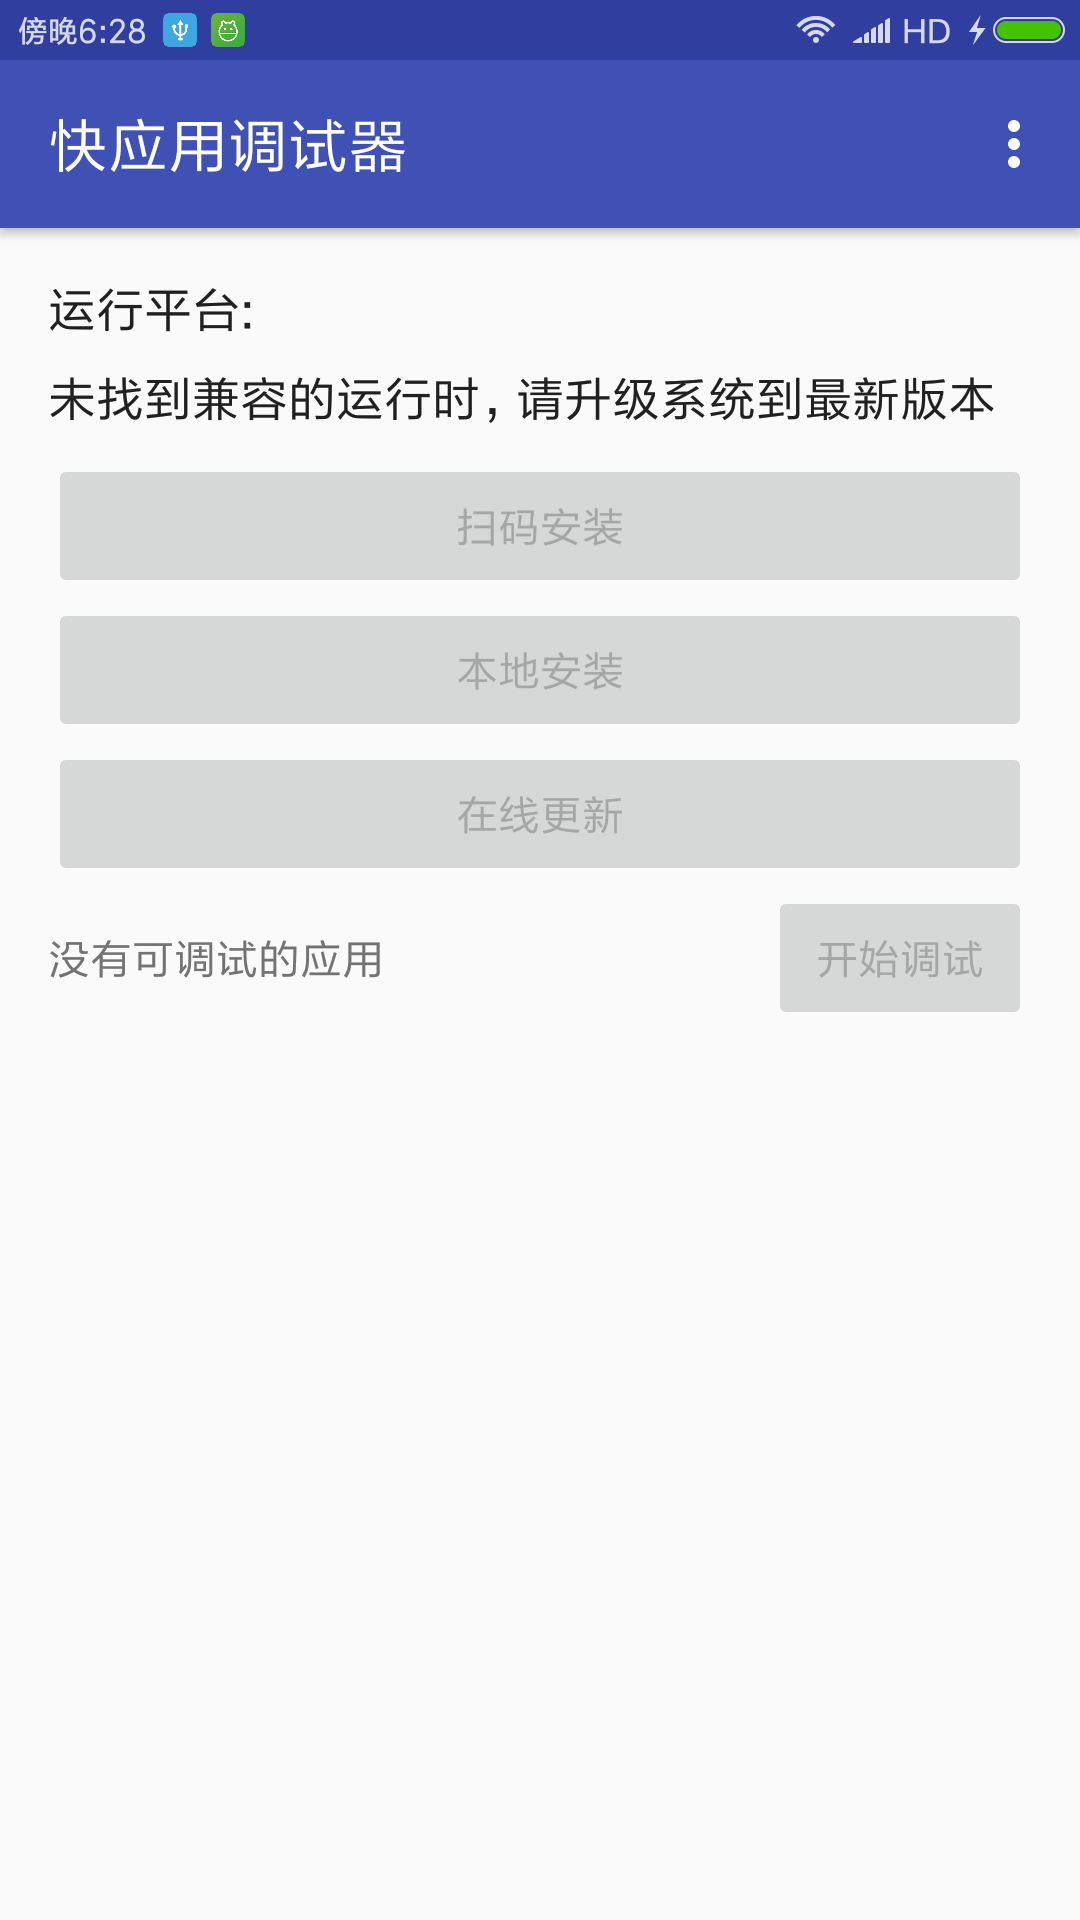 傍晚6:28 HD
快应用调试器
运行平台:
未找到兼容的运行时, 请升级系统到最新版本
扫码安装
本地安装
在线更新
没有可调试的应用 开始调试